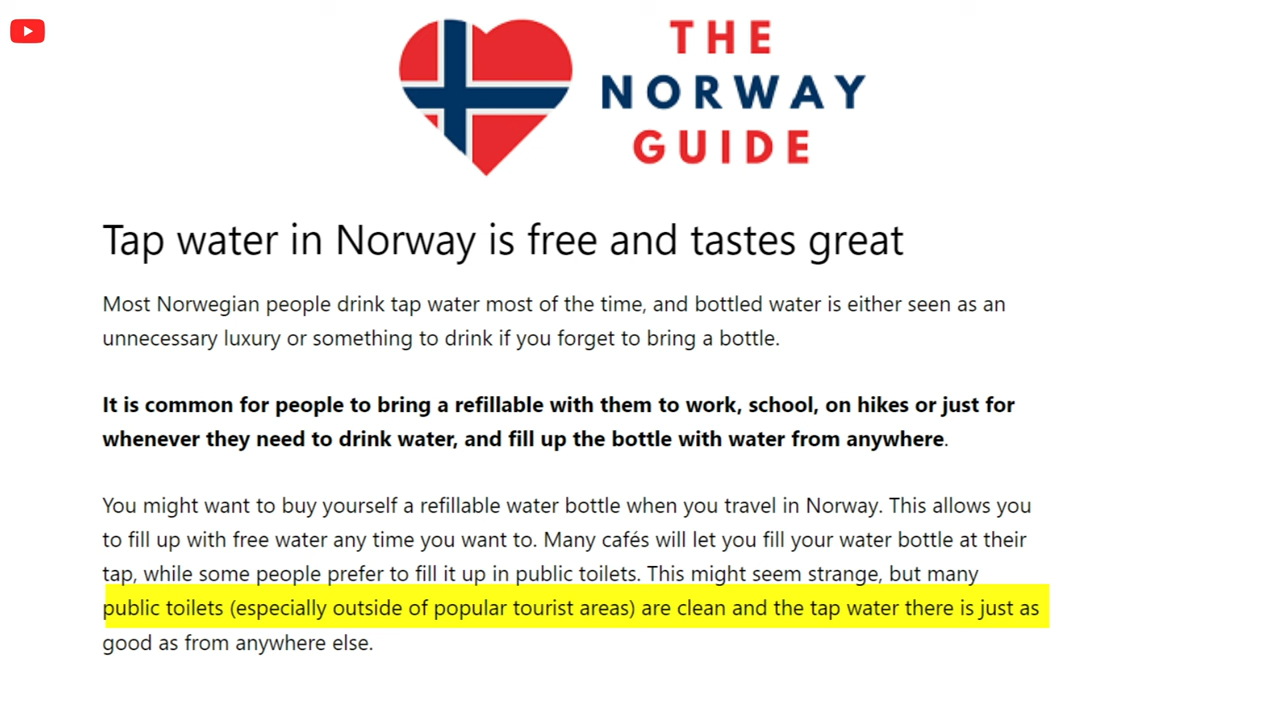 THE
NORWAY
GUIDE
Tap water in Norway is free and tastes great
Most Norwegian people drink tap water most of the time, and bottled water is either seen as an
unnecessary luxury or something to drink if you forget to bring a bottle.
It is common for people to bring a refillable with them to work, school, on hikes or just for
whenever they need to drink water, and fill up the bottle with water from anywhere.
You might want to buy yourself a refillable water bottle when you travel in Norway. This allows you
to fill up with free water any time you want to. Many cafés will let you fill your water bottle at their
tap, while some people prefer to fill it up in public toilets. This might seem strange, but many
public toilets (especially outside of popular tourist areas) are clean and the tap water there is just as
good as from anywhere else.